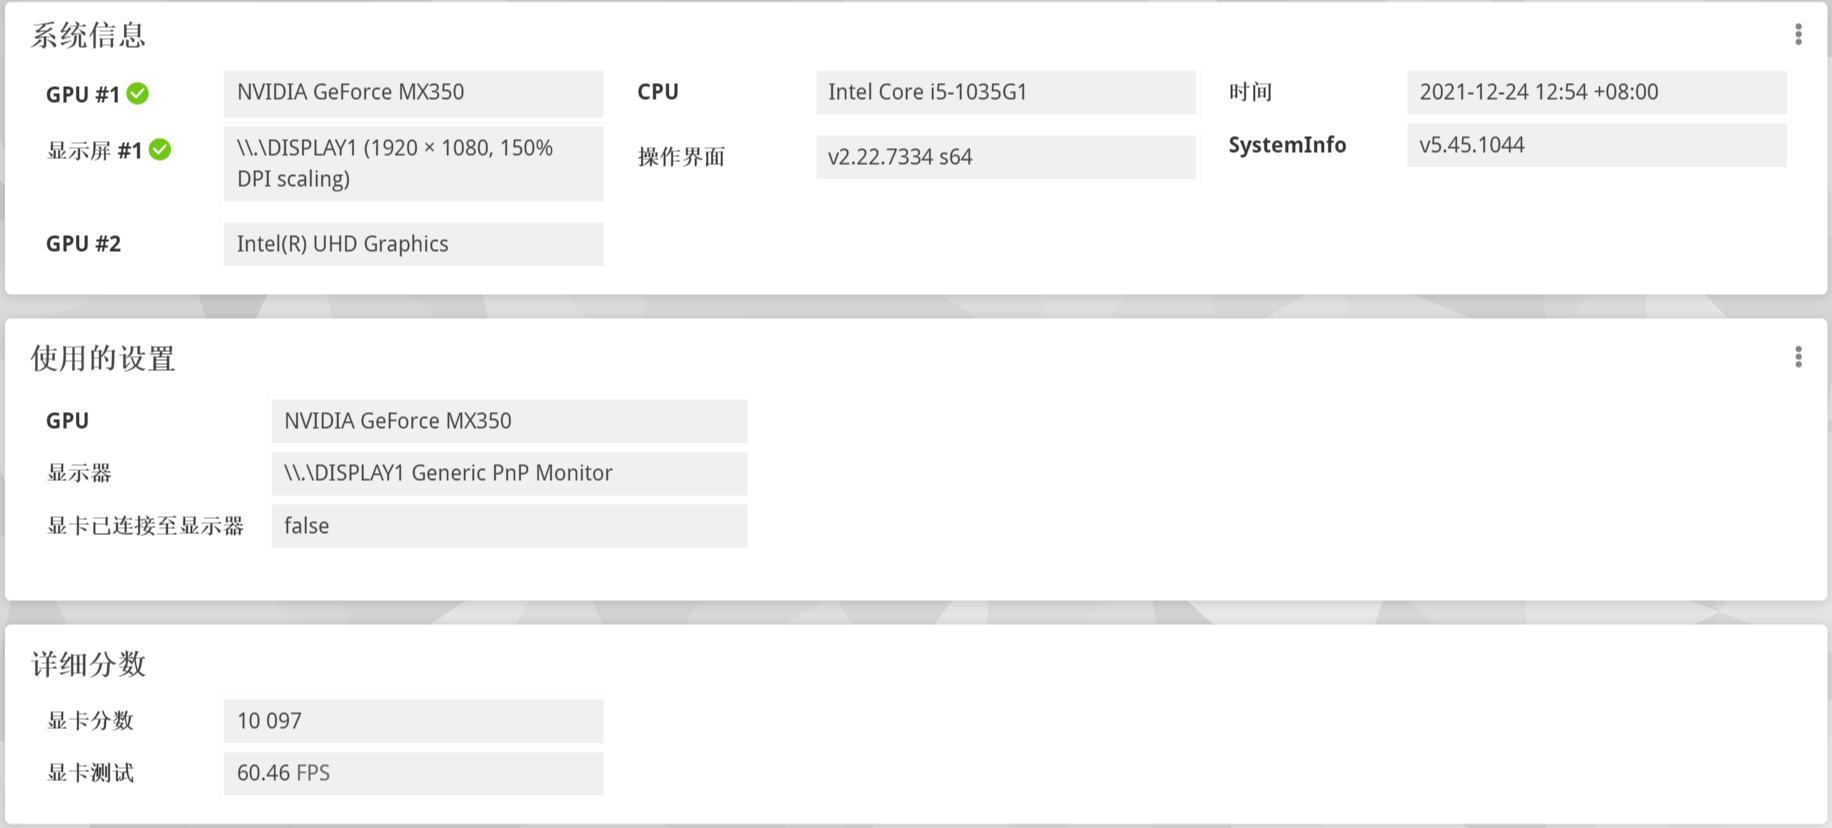 系统信息
GPU #1 NVIDIA GeForce MX350
显示屏 #1 \\.\DISPLAY1 (1920 × 1080, 150%
DPI scaling)
GPU #2 Intel(R) UHD Graphics
CPU Intel Core i5-1035G1
操作界面 v2.22.7334 s64
时间 2021-12-24 12:54 +08:00
SystemInfo v5.45.1044
使用的设置
GPU NVIDIA GeForce MX350
显示器 \\.\DISPLAY1 Generic PnP Monitor
显卡已连接至显示器 false
详细分数
显卡分数 10 097
显卡测试 60.46 FPS